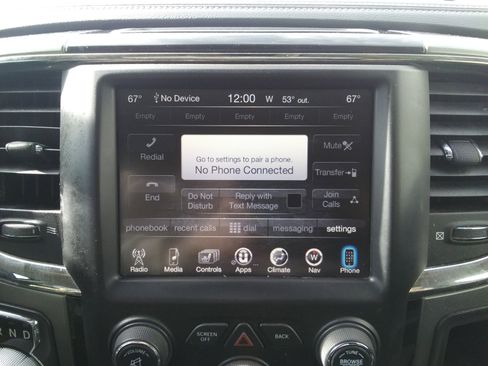 67° No Device 12:00 W 53° out. 67°
Empty Empty Empty Empty Empty
Redial
Mute
Go to settings to pair a phone.
No Phone Connected
Transfer
End
Do Not Disturb
Reply with Text Message
Join Calls
phonebook recent calls dial messaging settings
Radio Media Controls Apps Climate W Nav Phone
R N D
VOLUME
SCREEN OFF
TUNE
BROWSE